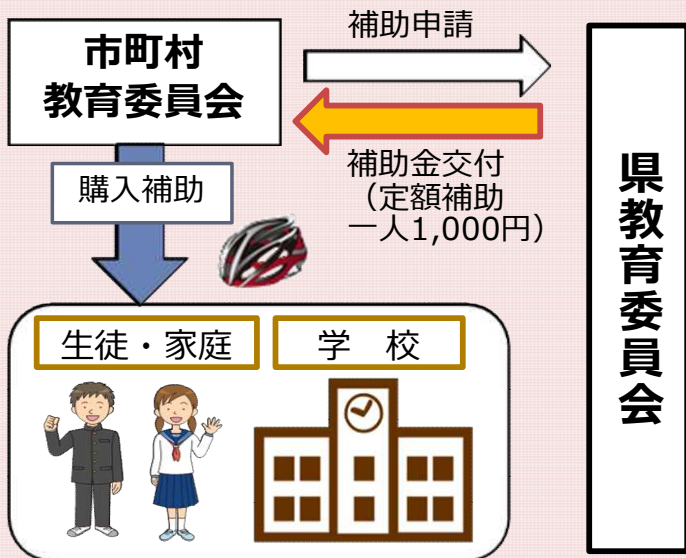 市町村
教育委員会
補助申請
補助金交付
（定額補助
一人1,000円）
購入補助
生徒・家庭
学　校
県教育委員会